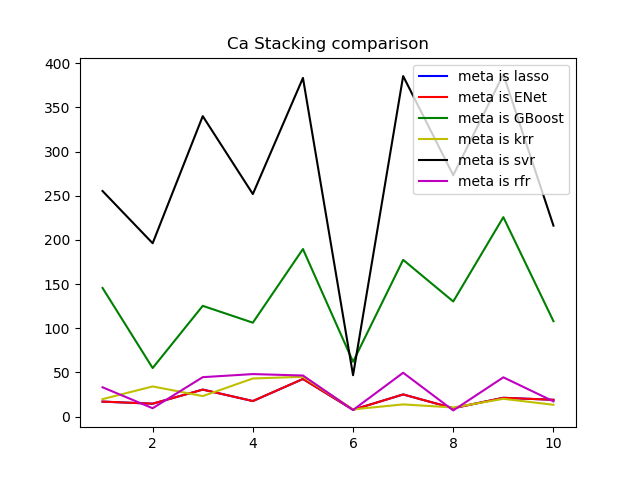 Ca Stacking comparison
400
350
300
250
200
150
100
50
0
2
4
6
8
10
meta is lasso
meta is ENet
meta is GBoost
meta is krr
meta is svr
meta is rfr